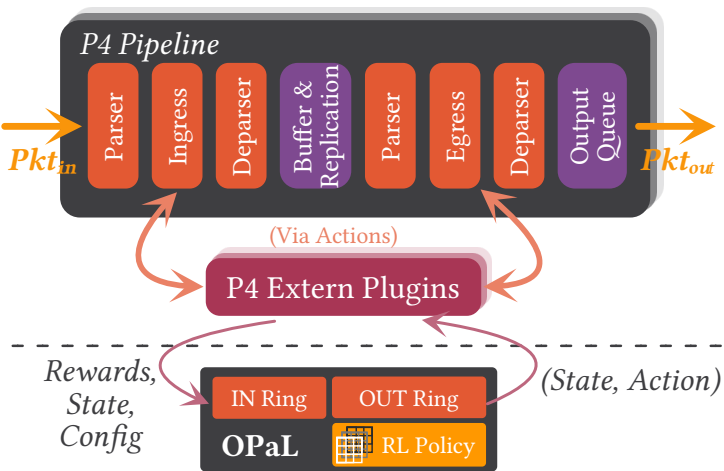 P4 Pipeline
Parser
Ingress
Deparser
Buffer &
Replication
Parser
Egress
Deparser
Output
Queue
Pkt_in
Pkt_out
(Via Actions)
P4 Extern Plugins
Rewards,
State,
Config
(State, Action)
IN Ring
OUT Ring
OPaL
RL Policy